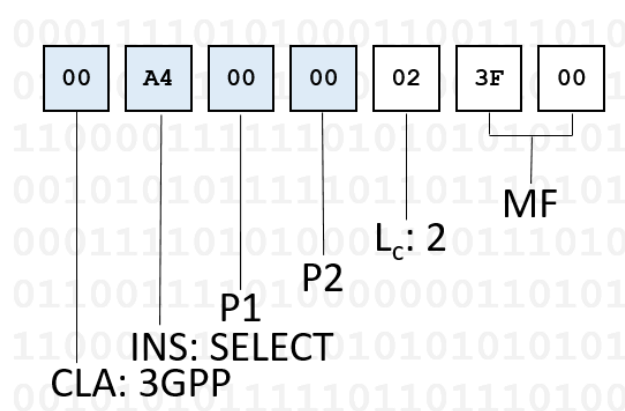 00 A4 00 00 02 3F 00
MF
Lc: 2
P2
P1
INS: SELECT
CLA: 3GPP